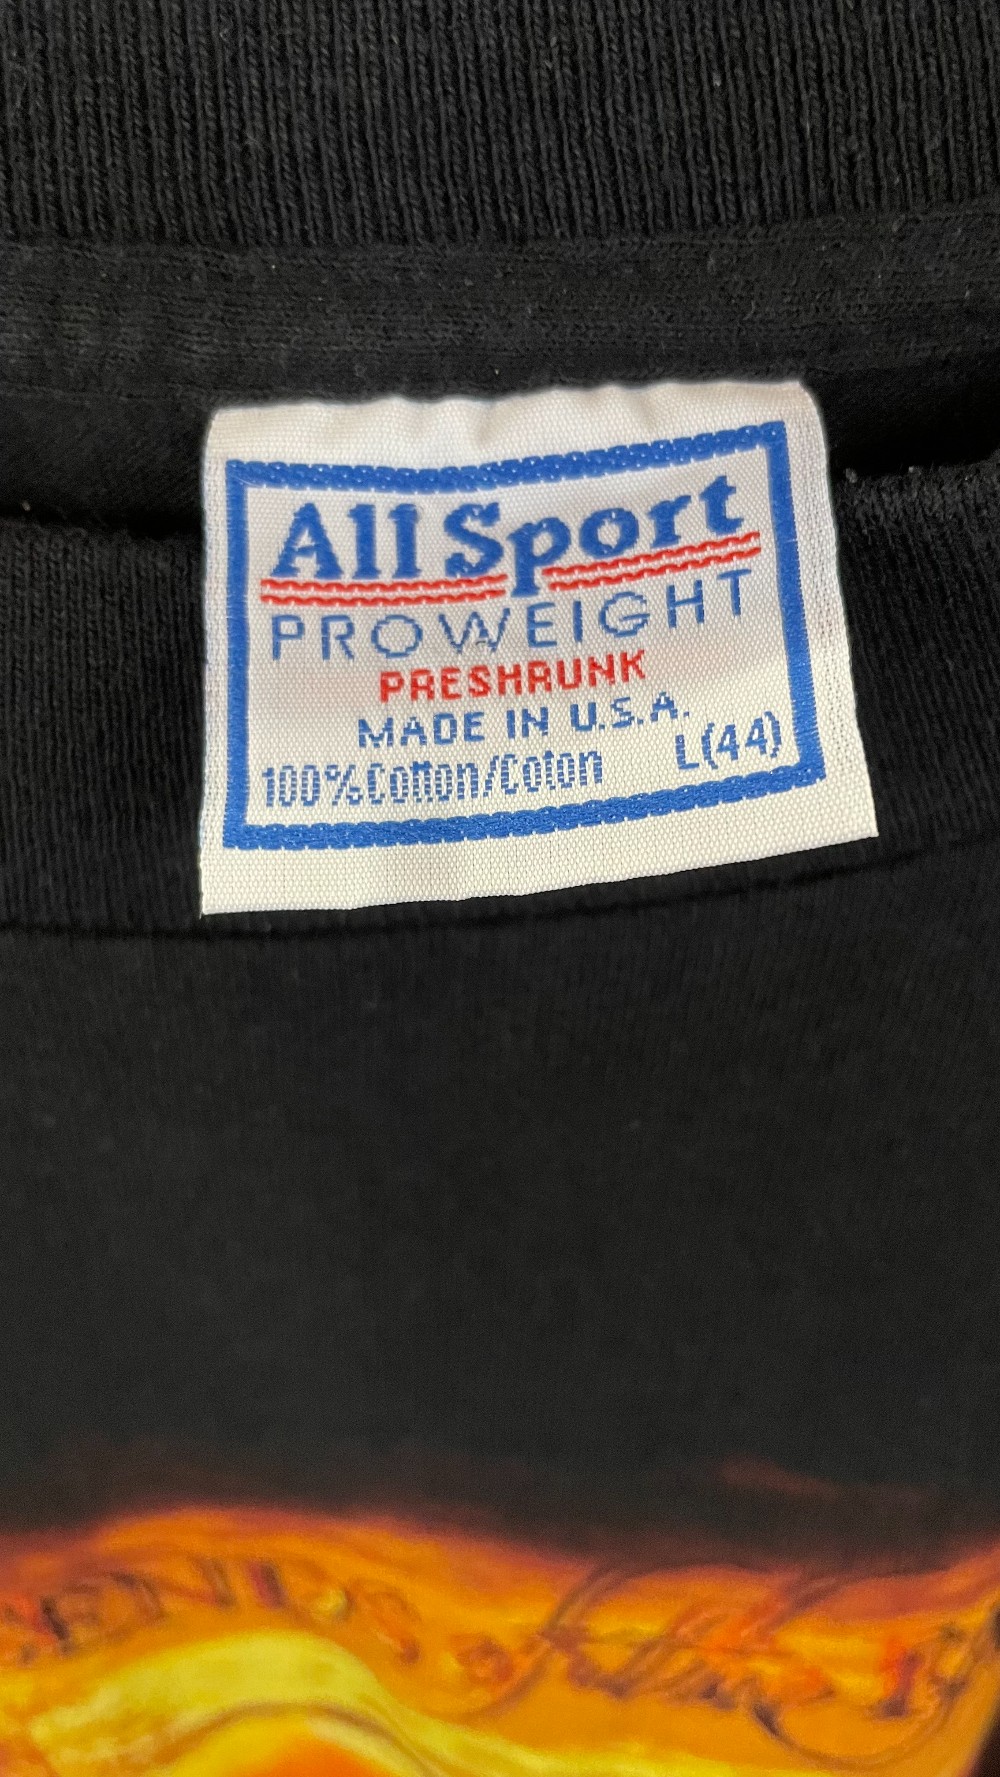 All Sport
PROWEIGHT
PRESHRUNK
MADE IN U.S.A.
100% Cotton/Coton L(44)